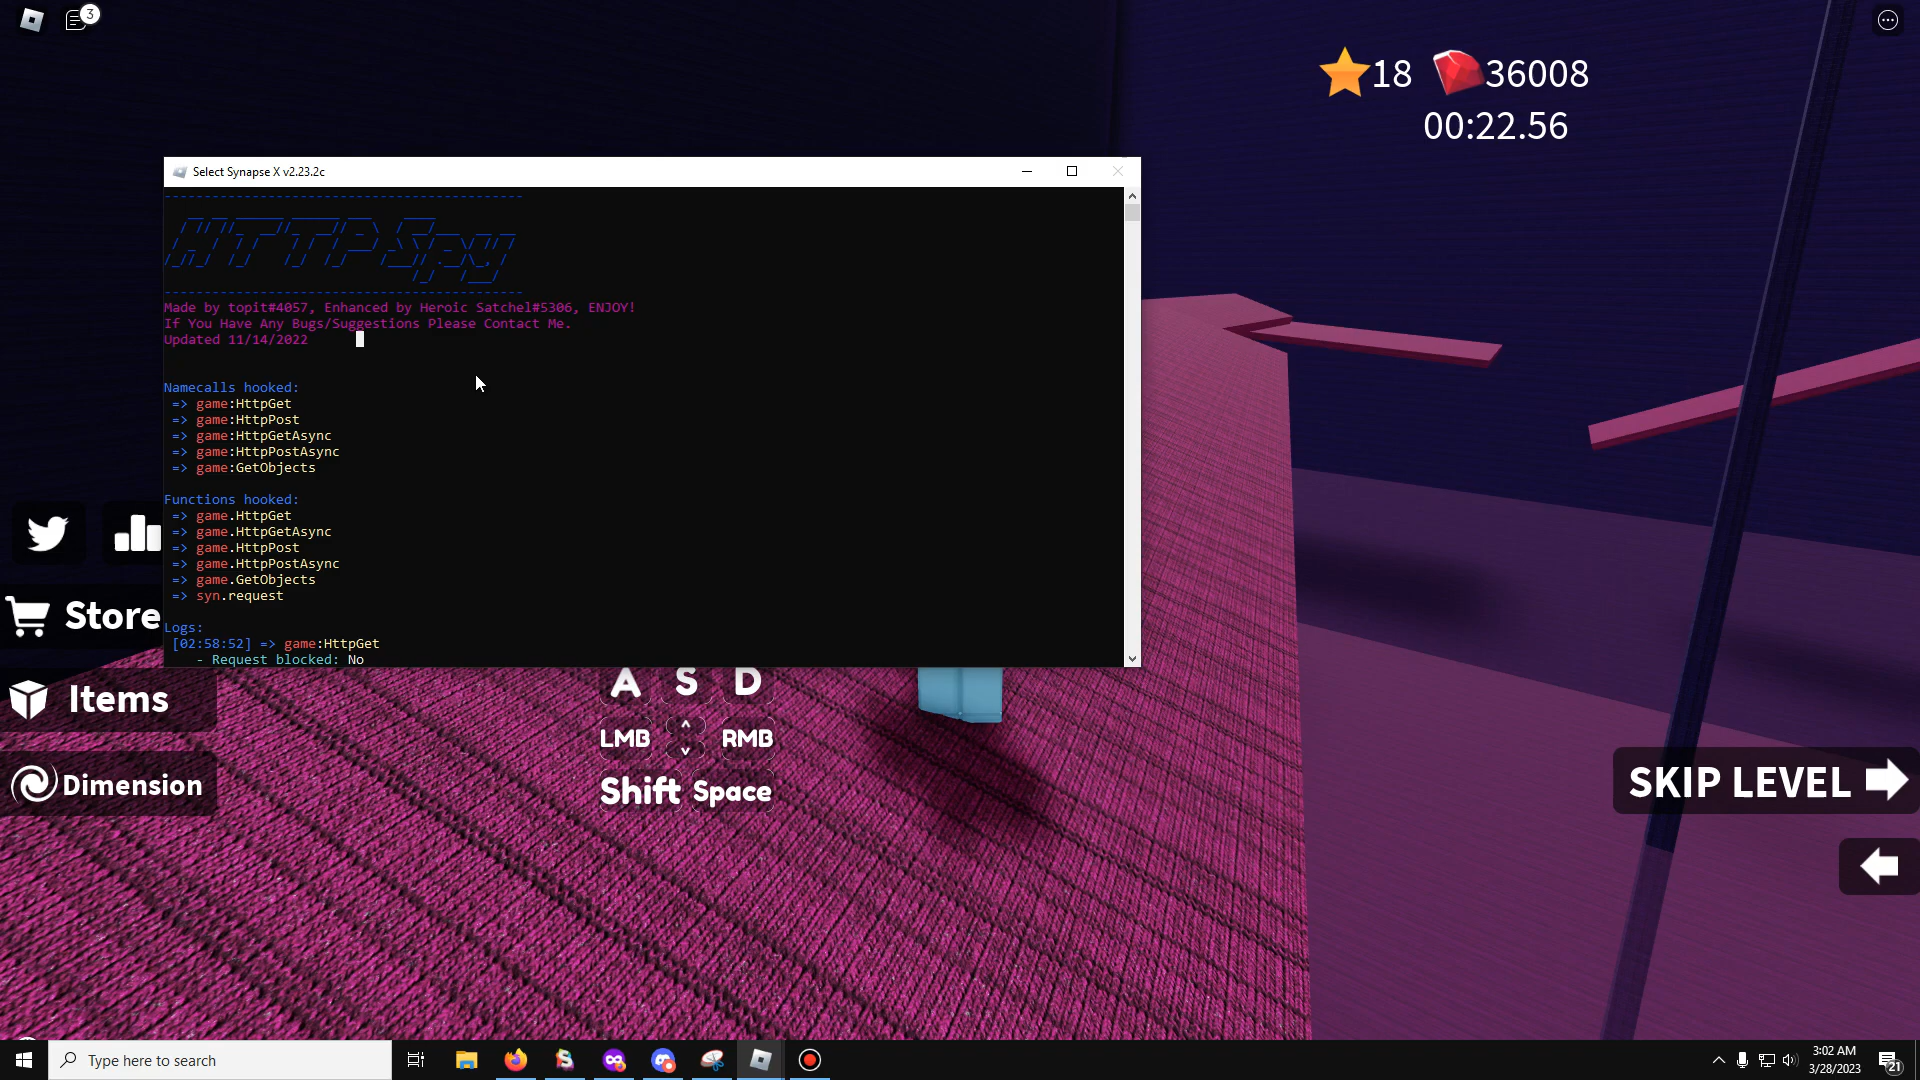 3
18 36008
00:22.56
Select Synapse X v2.23.2c
HTTP Spy
Made by topit#4057, Enhanced by Heroic Satchel#5306, ENJOY!
If You Have Any Bugs/Suggestions Please Contact Me.
Updated 11/14/2022
Namecalls hooked:
=> game:HttpGet
=> game:HttpPost
=> game:HttpGetAsync
=> game:HttpPostAsync
=> game:GetObjects
Functions hooked:
=> game.HttpGet
=> game.HttpGetAsync
=> game.HttpPost
=> game.HttpPostAsync
=> game.GetObjects
=> syn.request
Logs:
[02:58:52] => game:HttpGet
- Request blocked: No
Store
Items
Dimension
A S D
LMB RMB
Shift Space
SKIP LEVEL
Type here to search
3:02 AM
3/28/2023
21